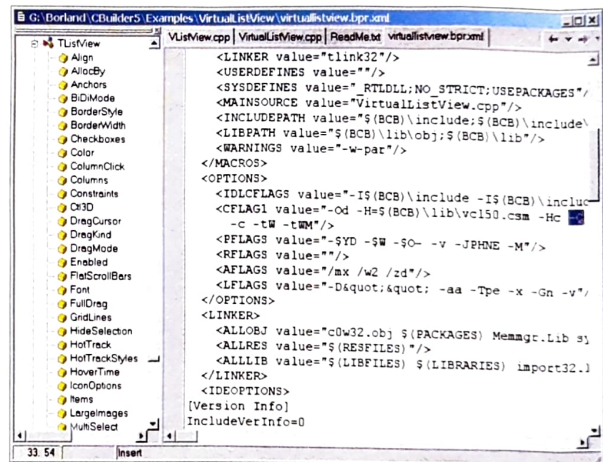 G:\Borland\CBuilder5\Examples\VirtualListView\virtuallistview.bpr.xml
TListView
Align
AllocBy
Anchors
BiDiMode
BorderStyle
BorderWidth
Checkboxes
Color
ColumnClick
Columns
Constraints
Ctl3D
DragCursor
DragKind
DragMode
Enabled
FlatScrollBars
Font
FullDrag
GridLines
HideSelection
HotTrack
HotTrackStyles
HoverTime
IconOptions
Items
LargeImages
MultiSelect
VListView.cpp VirtualListView.cpp ReadMe.txt virtuallistview.bpr.xml
<LINKER value="tlink32"/>
<USERDEFINES value=""/>
<SYSDEFINES value="_RTLDLL;NO_STRICT;USEPACKAGES"/
<MAINSOURCE value="VirtualListView.cpp"/>
<INCLUDEPATH value="$(BCB)\include;$(BCB)\include\
<LIBPATH value="$(BCB)\lib\obj;$(BCB)\lib"/>
<WARNINGS value="-w-par"/>
</MACROS>
<OPTIONS>
<IDLCFLAGS value="-I$(BCB)\include -I$(BCB)\includ
<CFLAG1 value="-Od -H=$(BCB)\lib\vcl50.csm -Hc
-c -tW -tWM"/>
<PFLAGS value="-$YD -$W -$O- -v -JPHNE -M"/>
<RFLAGS value=""/>
<AFLAGS value="/mx /w2 /zd"/>
<LFLAGS value="-D&quot;&quot; -aa -Tpe -x -Gn -v"/
</OPTIONS>
<LINKER>
<ALLOBJ value="c0w32.obj $(PACKAGES) Memmgr.Lib sy
<ALLRES value="$(RESFILES)"/>
<ALLLIB value="$(LIBFILES) $(LIBRARIES) import32.l
</LINKER>
<IDEOPTIONS>
[Version Info]
IncludeVerInfo=0
33: 54 Insert